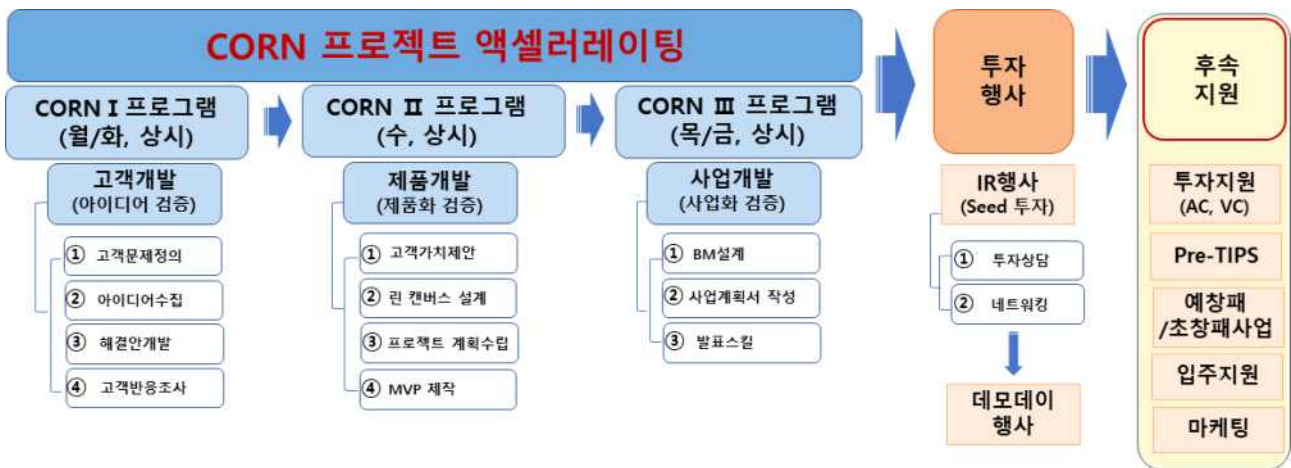 CORN 프로젝트 액셀러레이팅
CORN I 프로그램
(월/화, 상시)
고객개발
(아이디어 검증)
① 고객문제정의
② 아이디어수집
③ 해결안개발
④ 고객반응조사
CORN Ⅱ 프로그램
(수, 상시)
제품개발
(제품화 검증)
① 고객가치제안
② 린 캔버스 설계
③ 프로젝트 계획수립
④ MVP 제작
CORN Ⅲ 프로그램
(목/금, 상시)
사업개발
(사업화 검증)
① BM설계
② 사업계획서 작성
③ 발표스킬
투자
행사
IR행사
(Seed 투자)
① 투자상담
② 네트워킹
데모데이
행사
후속
지원
투자지원
(AC, VC)
Pre-TIPS
예창패
/초창패사업
입주지원
마케팅